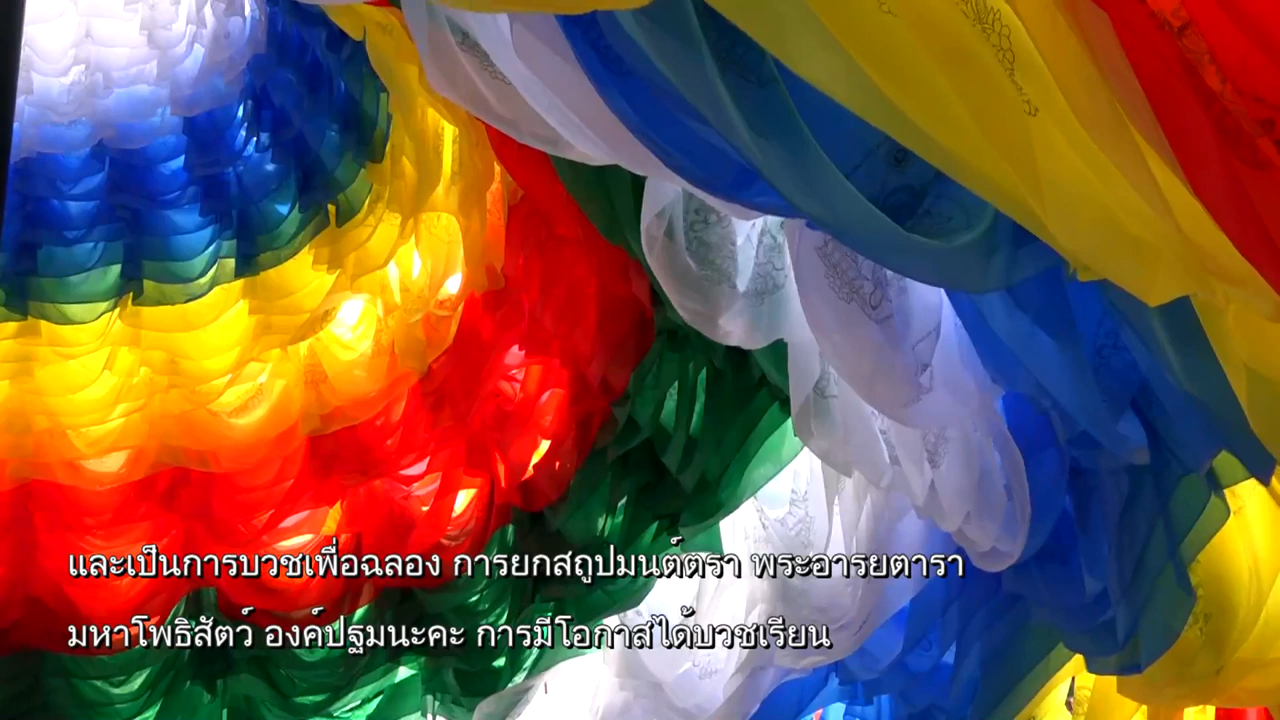 และเป็นการบวชเพื่อฉลอง การยกสถูปมนต์ตรา พระอารยตารา
มหาโพธิสัตว์ องค์ปฐมนะคะ การมีโอกาสได้บวชเรียน